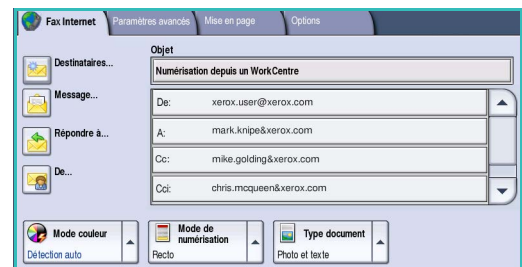 Fax Internet Paramètres avancés Mise en page Options
Objet
Destinataires...
Numérisation depuis un WorkCentre
Message...
De: xerox.user@xerox.com
Répondre à...
A: mark.knipe&xerox.com
Cc: mike.golding&xerox.com
De...
Cci: chris.mcqueen&xerox.com
Mode couleur
Détection auto
Mode de
numérisation
Recto
Type document
Photo et texte